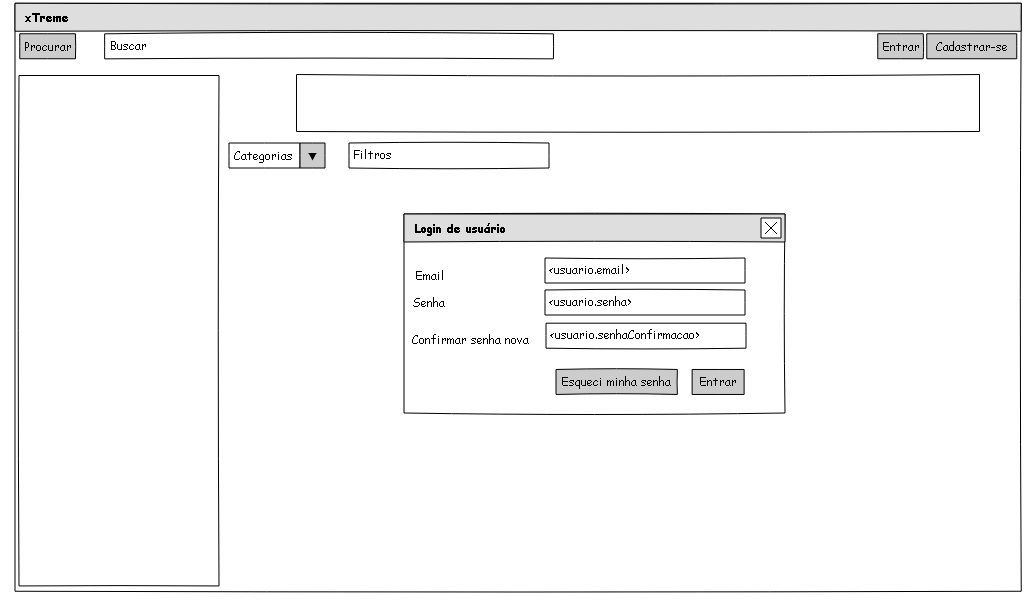 xTreme
Procurar
Buscar
Entrar
Cadastrar-se
Categorias
Filtros
Login de usuário
Email
<usuario.email>
Senha
<usuario.senha>
Confirmar senha nova
<usuario.senhaConfirmacao>
Esqueci minha senha
Entrar